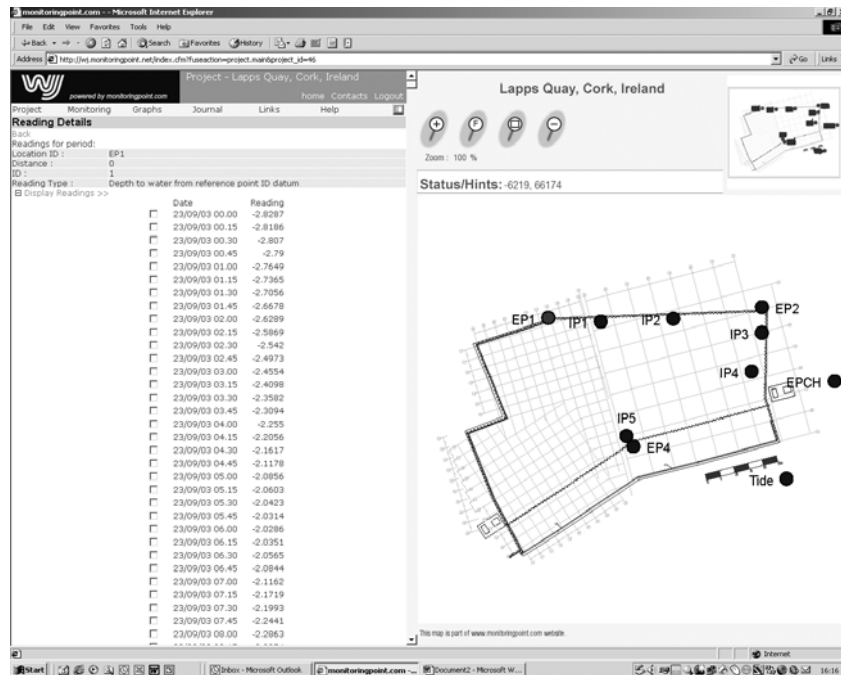 monitoringpoint.com - - Microsoft Internet Explorer
File Edit View Favorites Tools Help
Back Search Favorites History
Address http://wj.monitoringpoint.net/index.cfm?fuseaction=project.main&project_id=46 Go Links
WJ powered by monitoringpoint.com
Project - Lapps Quay, Cork, Ireland
home Contacts Logout
Project Monitoring Graphs Journal Links Help
Reading Details
Back
Readings for period:
Location ID : EP1
Distance : 0
ID : 1
Reading Type : Depth to water from reference point ID datum
Display Readings >>
Date Reading
23/09/03 00.00 -2.8287
23/09/03 00.15 -2.8186
23/09/03 00.30 -2.807
23/09/03 00.45 -2.79
23/09/03 01.00 -2.7649
23/09/03 01.15 -2.7365
23/09/03 01.30 -2.7056
23/09/03 01.45 -2.6678
23/09/03 02.00 -2.6289
23/09/03 02.15 -2.5869
23/09/03 02.30 -2.542
23/09/03 02.45 -2.4973
23/09/03 03.00 -2.4554
23/09/03 03.15 -2.4098
23/09/03 03.30 -2.3582
23/09/03 03.45 -2.3094
23/09/03 04.00 -2.255
23/09/03 04.15 -2.2056
23/09/03 04.30 -2.1617
23/09/03 04.45 -2.1178
23/09/03 05.00 -2.0856
23/09/03 05.15 -2.0603
23/09/03 05.30 -2.0423
23/09/03 05.45 -2.0314
23/09/03 06.00 -2.0286
23/09/03 06.15 -2.0351
23/09/03 06.30 -2.0565
23/09/03 06.45 -2.0844
23/09/03 07.00 -2.1162
23/09/03 07.15 -2.1719
23/09/03 07.30 -2.1993
23/09/03 07.45 -2.2441
23/09/03 08.00 -2.2863
Lapps Quay, Cork, Ireland
F
Zoom : 100 %
Status/Hints: -6219, 66174
EP1
IP1
IP2
EP2
IP3
IP4
EPCH
IP5
EP4
Tide
This map is part of www.monitoringpoint.com website.
Internet
Start
Inbox - Microsoft Outlook
monitoringpoint.com -...
Document2 - Microsoft W...
16:16